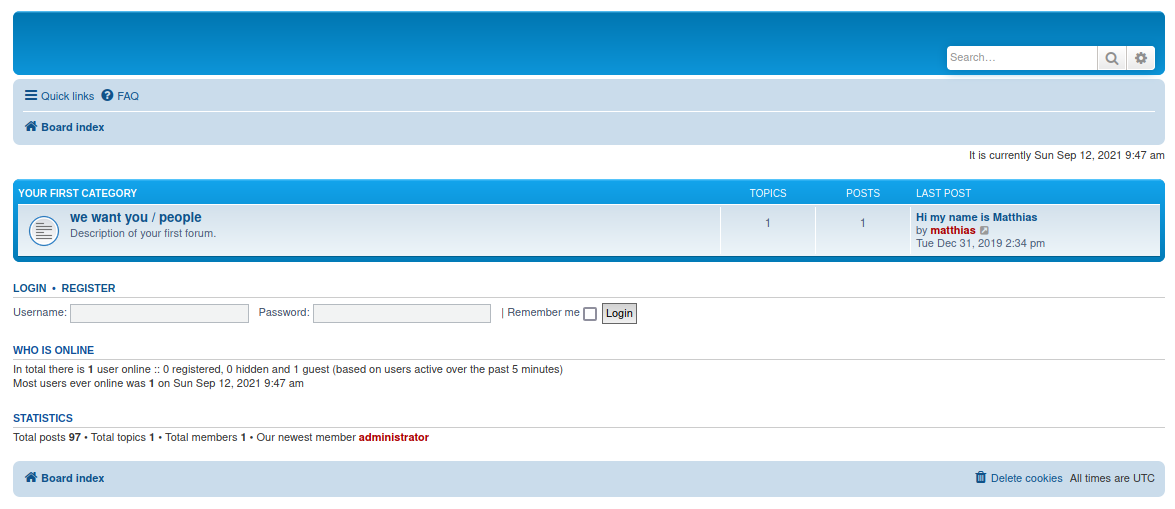 Search…
Quick links FAQ
Board index
It is currently Sun Sep 12, 2021 9:47 am
YOUR FIRST CATEGORY TOPICS POSTS LAST POST
we want you / people 1 1 Hi my name is Matthias
Description of your first forum. by matthias
Tue Dec 31, 2019 2:34 pm
LOGIN • REGISTER
Username: Password: | Remember me Login
WHO IS ONLINE
In total there is 1 user online :: 0 registered, 0 hidden and 1 guest (based on users active over the past 5 minutes)
Most users ever online was 1 on Sun Sep 12, 2021 9:47 am
STATISTICS
Total posts 97 • Total topics 1 • Total members 1 • Our newest member administrator
Board index Delete cookies All times are UTC